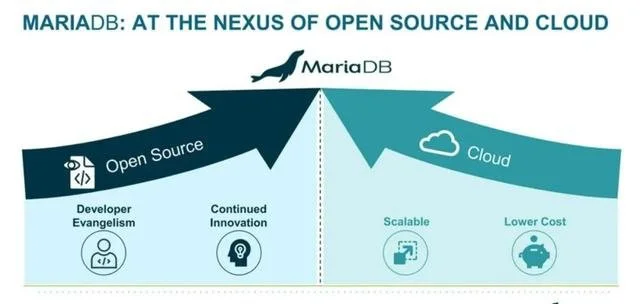 MARIADB: AT THE NEXUS OF OPEN SOURCE AND CLOUD
MariaDB
Open Source
Cloud
Developer
Evangelism
Continued
Innovation
Scalable
Lower Cost